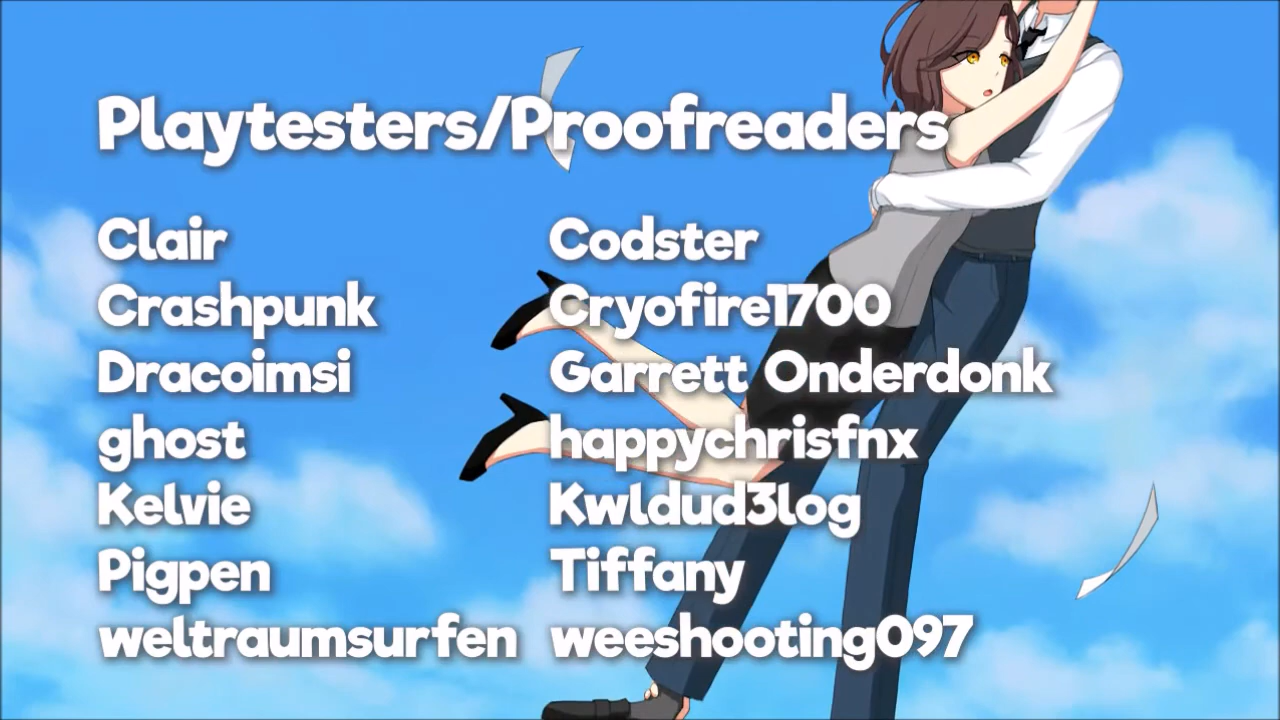 Playtesters/Proofreaders
Clair Codster
Crashpunk Cryofire1700
Dracoimsi Garrett Onderdonk
ghost happychrisfnx
Kelvie Kwldud3log
Pigpen Tiffany
weltraumsurfen weeshooting097